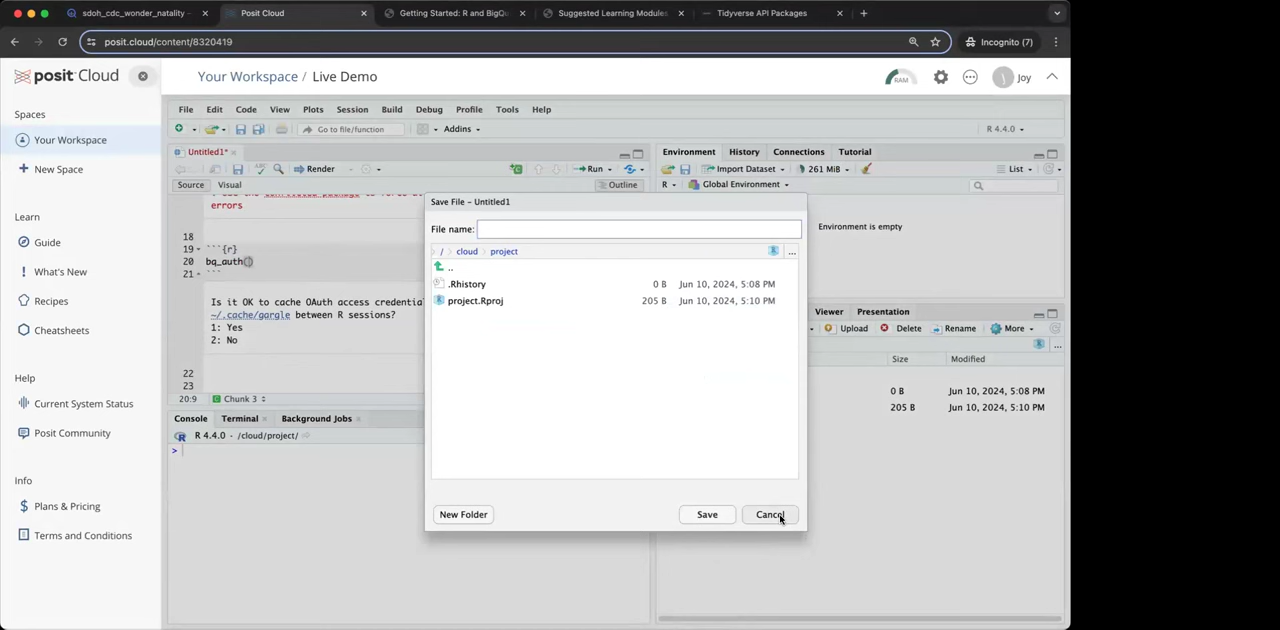 sdoh_cdc_wonder_natality
Posit Cloud
Getting Started: R and BigQu
Suggested Learning Modules
Tidyverse API Packages
posit.cloud/content/8320419
Incognito (7)
posit Cloud
Your Workspace / Live Demo
RAM
Joy
Spaces
Your Workspace
New Space
Learn
Guide
What's New
Recipes
Cheatsheets
Help
Current System Status
Posit Community
Info
Plans & Pricing
Terms and Conditions
File Edit Code View Plots Session Build Debug Profile Tools Help
Go to file/function
Addins
R 4.4.0
Untitled1*
Render
Run
Source Visual
Outline
errors
18
19 ```{r}
20 bq_auth()
21 ```
Is it OK to cache OAuth access credentia
~/.cache/gargle between R sessions?
1: Yes
2: No
22
23
20:9 Chunk 3
Console Terminal Background Jobs
R 4.4.0 · /cloud/project/
>
Save File – Untitled1
File name:
/ cloud project
...
..
.Rhistory 0 B Jun 10, 2024, 5:08 PM
project.Rproj 205 B Jun 10, 2024, 5:10 PM
New Folder
Save
Cancel
Environment History Connections Tutorial
Import Dataset
261 MiB
List
R
Global Environment
Environment is empty
Viewer Presentation
Upload Delete Rename More
...
Size Modified
0 B Jun 10, 2024, 5:08 PM
205 B Jun 10, 2024, 5:10 PM